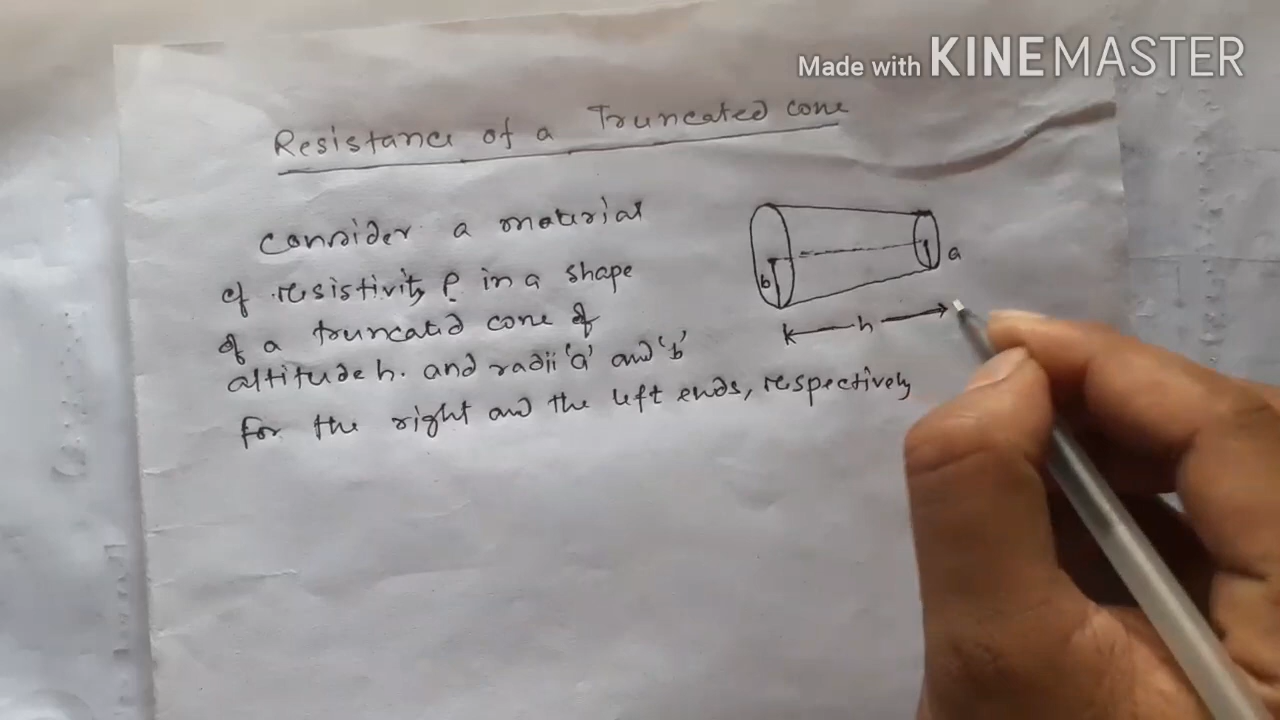 Made with KINEMASTER
Resistance of a Truncated cone
Consider a material
of resistivity ρ in a shape
of a truncated cone of
altitude h. and radii 'a' and 'b'
for the right and the left ends, respectively
b
a
h